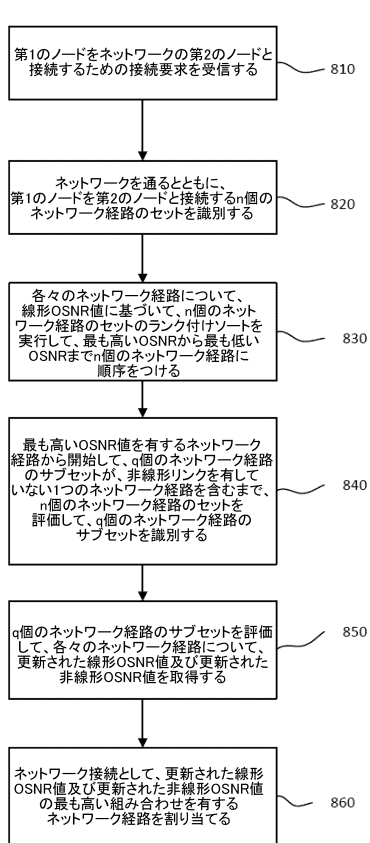 第1のノードをネットワークの第2のノードと
接続するための接続要求を受信する
810
ネットワークを通るとともに、
第1のノードを第2のノードと接続するn個の
ネットワーク経路のセットを識別する
820
各々のネットワーク経路について、
線形OSNR値に基づいて、n個のネット
ワーク経路のセットのランク付けソートを
実行して、最も高いOSNRから最も低い
OSNRまでn個のネットワーク経路に
順序をつける
830
最も高いOSNR値を有するネットワーク
経路から開始して、q個のネットワーク経路
のサブセットが、非線形リンクを有して
いない1つのネットワーク経路を含むまで、
n個のネットワーク経路のセットを
評価して、q個のネットワーク経路の
サブセットを識別する
840
q個のネットワーク経路のサブセットを評価
して、各々のネットワーク経路について、
更新された線形OSNR値及び更新された
非線形OSNR値を取得する
850
ネットワーク接続として、更新された線形
OSNR値及び更新された非線形OSNR値
の最も高い組み合わせを有する
ネットワーク経路を割り当てる
860